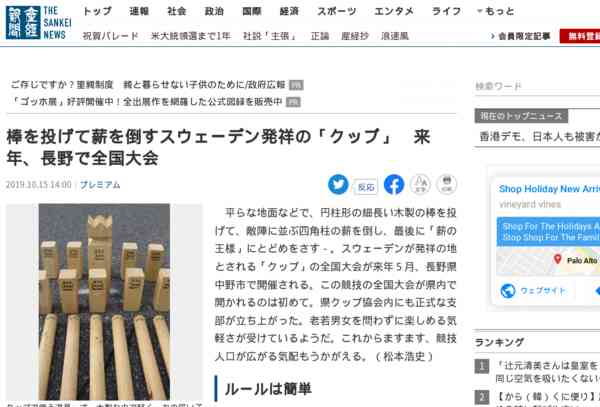 産経新聞
THE SANKEI NEWS
トップ 速報 社会 政治 国際 経済 スポーツ エンタメ ライフ もっと
祝賀パレード 米大統領選まで1年 社説「主張」 正論 産経抄 浪速風
会員限定記事 無料登録
ご存じですか？里親制度 親と暮らせない子供のために/政府広報 PR
「ゴッホ展」好評開催中！全出展作を網羅した公式図録を販売中 PR
検索ワード
現在のトップニュース
香港デモ、日本人も被害か
棒を投げて薪を倒すスウェーデン発祥の「クッブ」 来
年、長野で全国大会
2019.10.15 14:00 プレミアム
反応
文字 印刷
平らな地面などで、円柱形の細長い木製の棒を投
げて、敵陣に並ぶ四角柱の薪を倒し、最後に「薪の
王様」にとどめをさす－。スウェーデンが発祥の地
とされる「クッブ」の全国大会が来年５月、長野県
中野市で開催される。この競技の全国大会が県内で
開かれるのは初めて。県クッブ協会内にも正式な支
部が立ち上がった。老若男女を問わずに楽しめる気
軽さが受けているようだ。これからますます、競技
人口が広がる気配もうかがえる。（松本浩史）
ルールは簡単
Shop Holiday New Arriv
vineyard vines
Shop For The Holidays A
Stop Shop For The Famil
Palo Alto
ウェブサイト
ランキング
1 「辻元清美さんは皇室を
同じ空気を吸いたくない
2 【から（韓）くに便り】